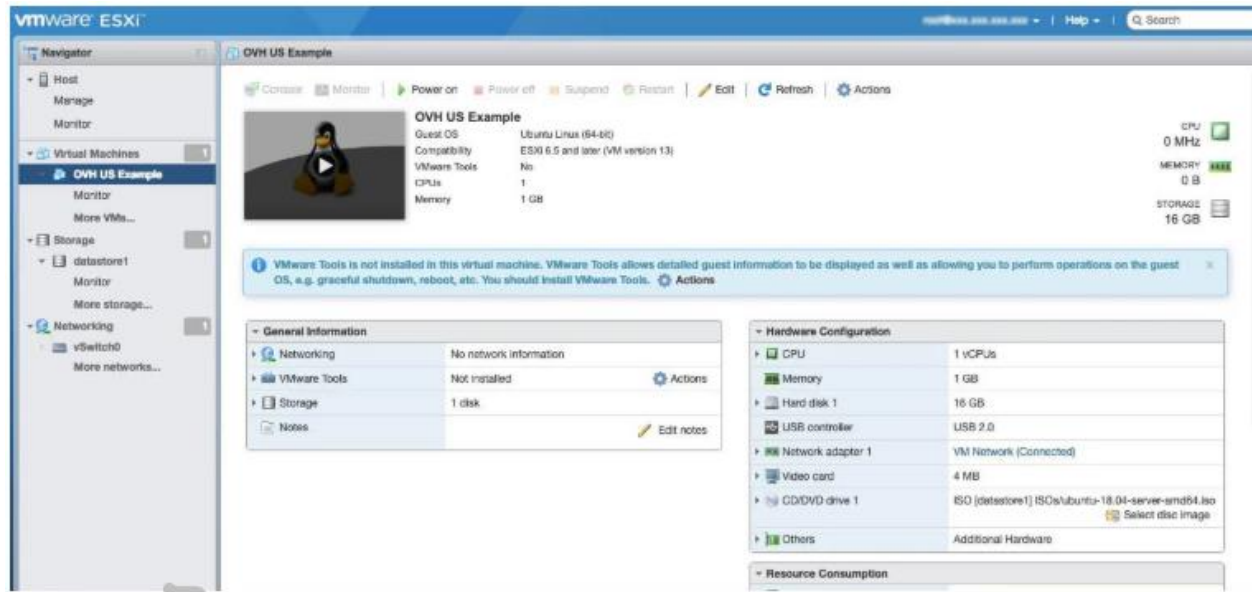 vmware ESXi™
Help
Search
Navigator
OVH US Example
Host
Manage
Monitor
Virtual Machines 1
OVH US Example
Monitor
More VMs...
Storage 1
datastore1
Monitor
More storage...
Networking 1
vSwitch0
More networks...
Console Monitor Power on Power off Suspend Restart Edit Refresh Actions
OVH US Example
Guest OS Ubuntu Linux (64-bit)
Compatibility ESXi 6.5 and later (VM version 13)
VMware Tools No
CPUs 1
Memory 1 GB
CPU
0 MHz
MEMORY
0 B
STORAGE
16 GB
VMware Tools is not installed in this virtual machine. VMware Tools allows detailed guest information to be displayed as well as allowing you to perform operations on the guest
OS, e.g. graceful shutdown, reboot, etc. You should install VMware Tools. Actions
General Information
Networking No network information
VMware Tools Not installed Actions
Storage 1 disk
Notes Edit notes
Hardware Configuration
CPU 1 vCPUs
Memory 1 GB
Hard disk 1 16 GB
USB controller USB 2.0
Network adapter 1 VM Network (Connected)
Video card 4 MB
CD/DVD drive 1 ISO [datastore1] ISOs/ubuntu-18.04-server-amd64.iso
Select disc image
Others Additional Hardware
Resource Consumption